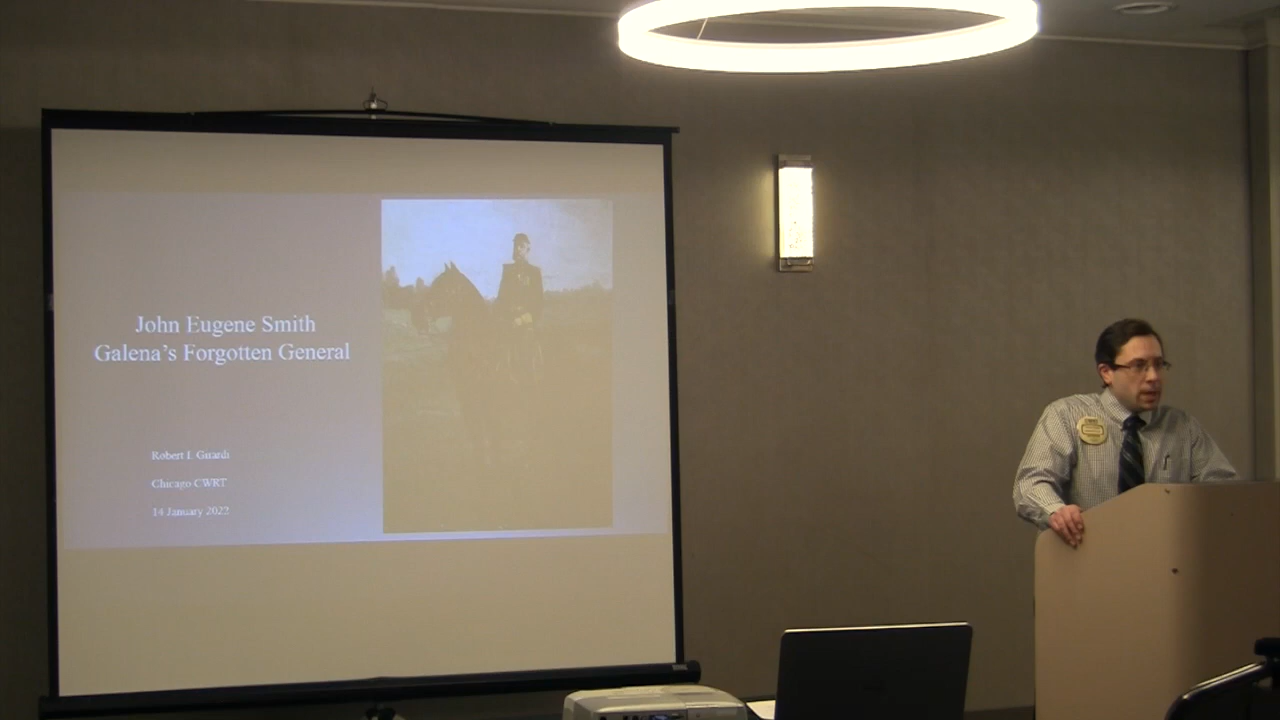 John Eugene Smith
Galena's Forgotten General
Robert I. Girardi
Chicago CWRT
14 January 2022